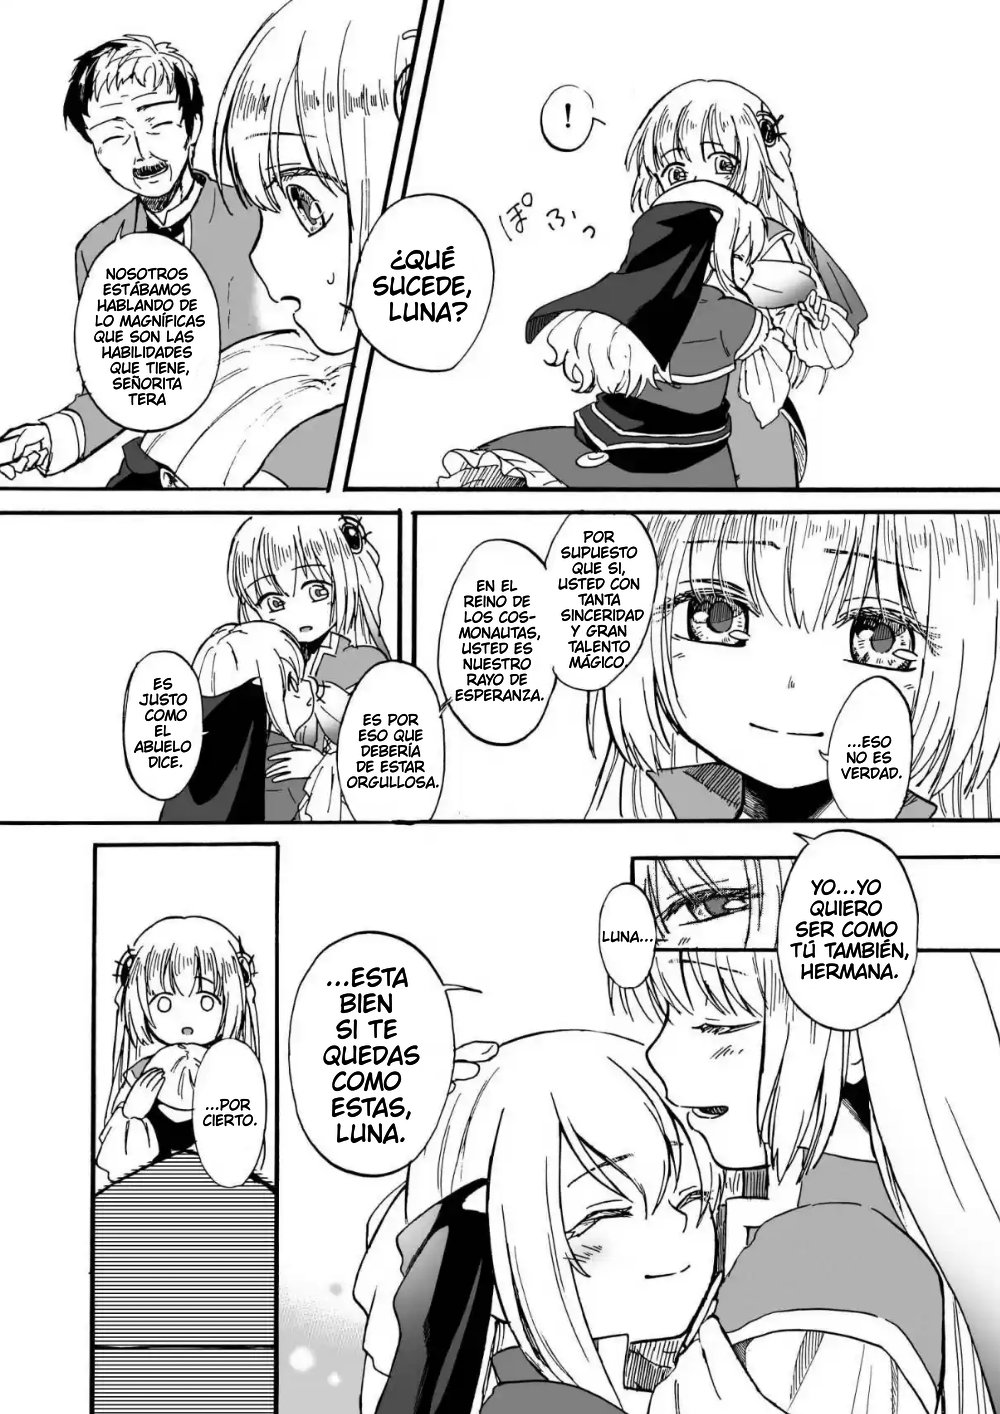 !
ぽふっ
¿QUÉ
SUCEDE,
LUNA?
NOSOTROS
ESTÁBAMOS
HABLANDO DE
LO MAGNÍFICAS
QUE SON LAS
HABILIDADES
QUE TIENE,
SEÑORITA
TERA
...ESO
NO ES
VERDAD.
POR
SUPUESTO
QUE SI,
USTED CON
TANTA
SINCERIDAD
Y GRAN
TALENTO
MÁGICO.
EN EL
REINO DE
LOS COS-
MONAUTAS,
USTED ES
NUESTRO
RAYO DE
ESPERANZA.
ES POR
ESO QUE
DEBERÍA
DE ESTAR
ORGULLOSA.
ES
JUSTO
COMO
EL
ABUELO
DICE.
YO...YO
QUIERO
SER COMO
TÚ TAMBIÉN,
HERMANA.
LUNA...
...ESTA
BIEN
SI TE
QUEDAS
COMO
ESTAS,
LUNA.
...POR
CIERTO.